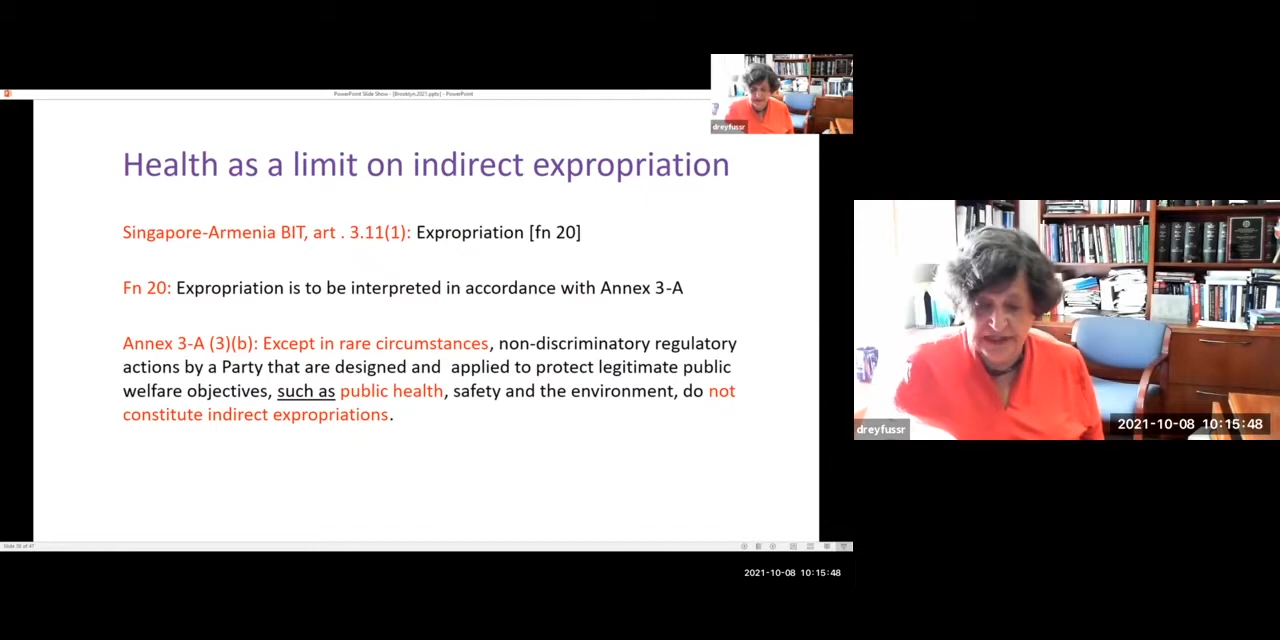 PowerPoint Slide Show - [Brooklyn.2021.pptx] - PowerPoint
dreyfussr
Health as a limit on indirect expropriation
Singapore-Armenia BIT, art . 3.11(1): Expropriation [fn 20]
Fn 20: Expropriation is to be interpreted in accordance with Annex 3-A
Annex 3-A (3)(b): Except in rare circumstances, non-discriminatory regulatory
actions by a Party that are designed and  applied to protect legitimate public
welfare objectives, such as public health, safety and the environment, do not
constitute indirect expropriations.
dreyfussr
2021-10-08 10:15:48
2021-10-08 10:15:48